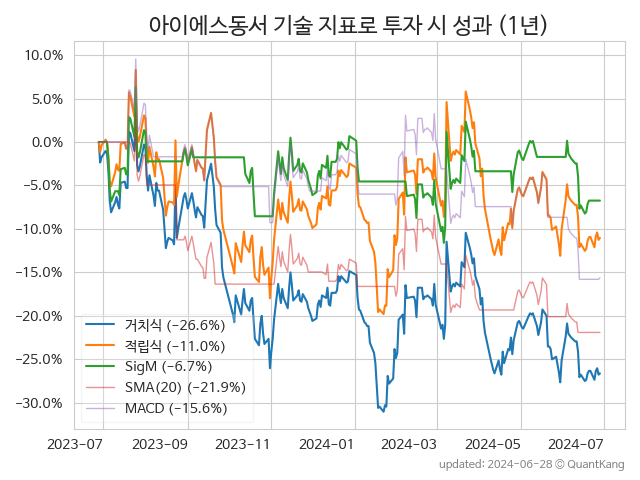 아이에스동서 기술 지표로 투자 시 성과 (1년)
10.0%
5.0%
0.0%
−5.0%
−10.0%
−15.0%
−20.0%
−25.0%
−30.0%
거치식 (−26.6%)
적립식 (−11.0%)
SigM (−6.7%)
SMA(20) (−21.9%)
MACD (−15.6%)
2023-07 2023-09 2023-11 2024-01 2024-03 2024-05 2024-07
updated: 2024-06-28 © QuantKang